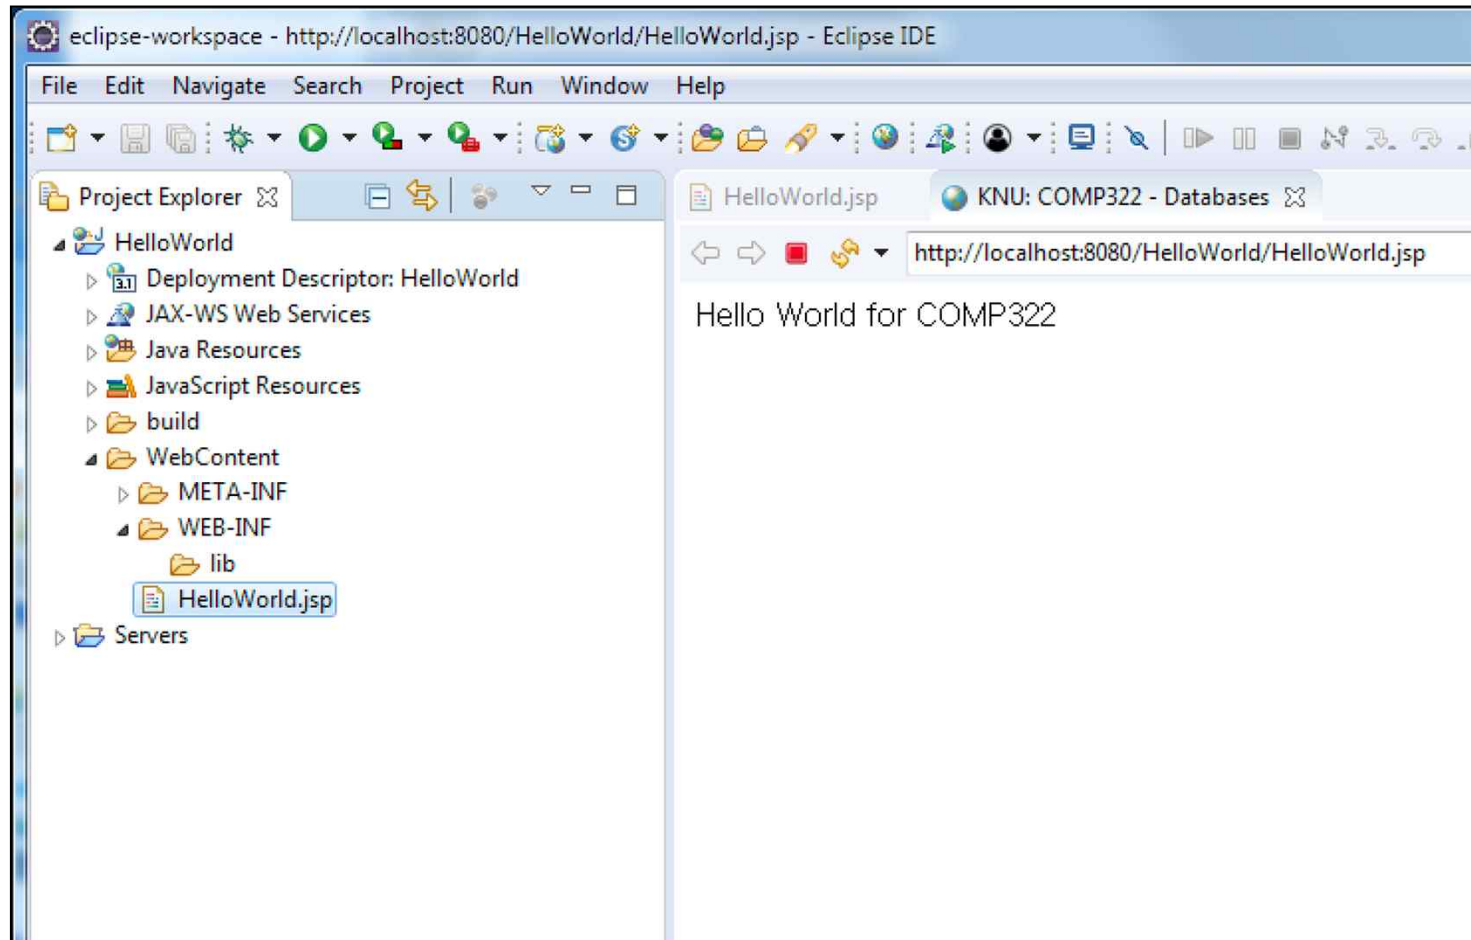 eclipse-workspace - http://localhost:8080/HelloWorld/HelloWorld.jsp - Eclipse IDE
File Edit Navigate Search Project Run Window Help
Project Explorer
HelloWorld
3.1 Deployment Descriptor: HelloWorld
JAX-WS Web Services
Java Resources
JavaScript Resources
build
WebContent
META-INF
WEB-INF
lib
HelloWorld.jsp
Servers
HelloWorld.jsp KNU: COMP322 - Databases
http://localhost:8080/HelloWorld/HelloWorld.jsp
Hello World for COMP322